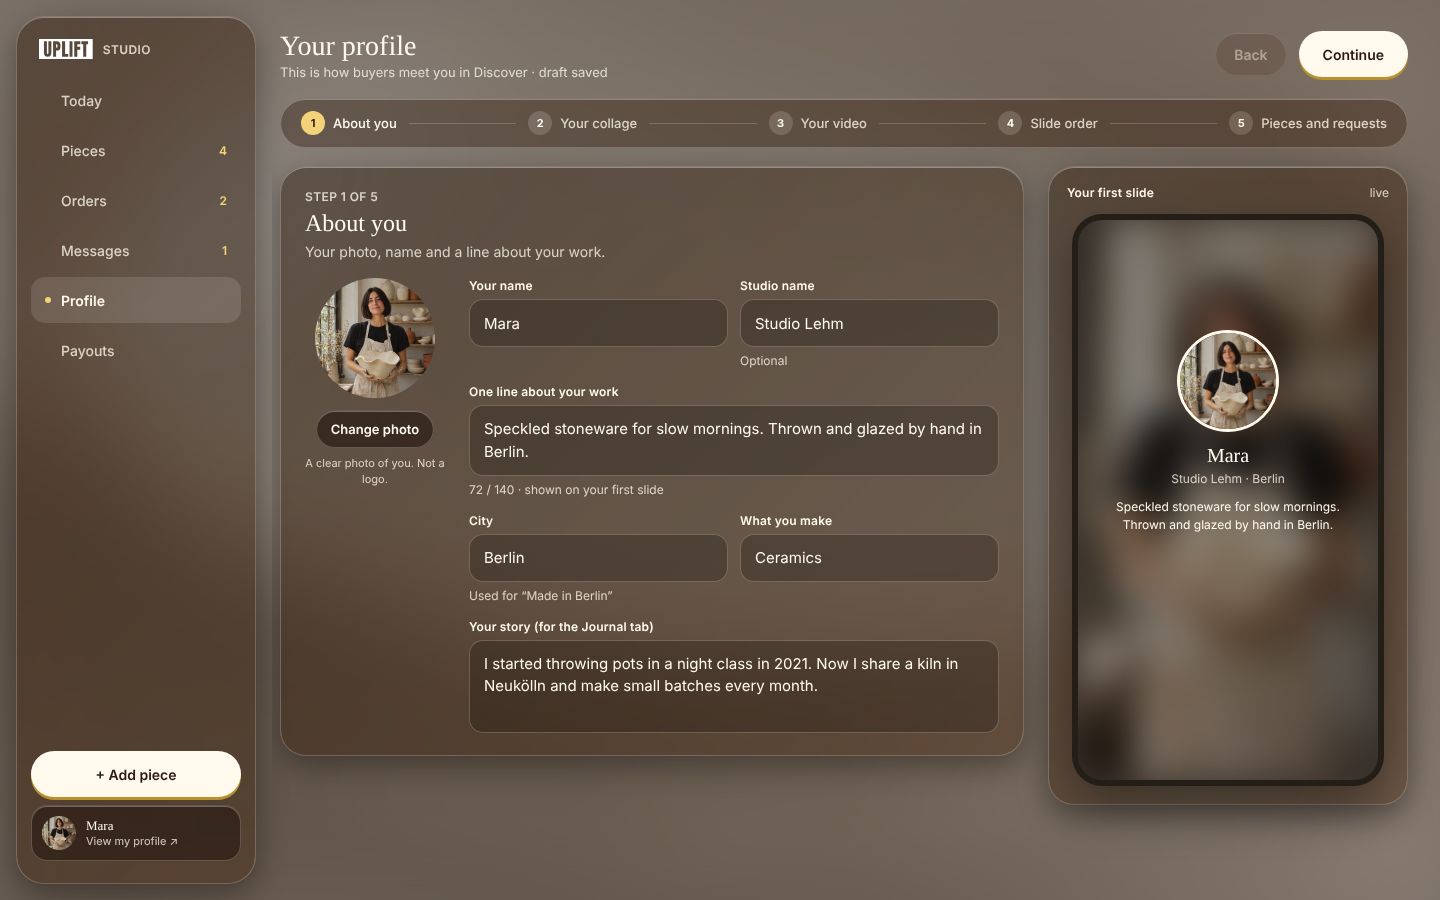 UPLIFT STUDIO
Today
Pieces 4
Orders 2
Messages 1
Profile
Payouts
+ Add piece
Mara
View my profile ↗
Your profile
This is how buyers meet you in Discover · draft saved
Back
Continue
1 About you
2 Your collage
3 Your video
4 Slide order
5 Pieces and requests
STEP 1 OF 5
About you
Your photo, name and a line about your work.
Change photo
A clear photo of you. Not a
logo.
Your name
Mara
Studio name
Studio Lehm
Optional
One line about your work
Speckled stoneware for slow mornings. Thrown and glazed by hand in
Berlin.
72 / 140 · shown on your first slide
City
Berlin
Used for “Made in Berlin”
What you make
Ceramics
Your story (for the Journal tab)
I started throwing pots in a night class in 2021. Now I share a kiln in
Neukölln and make small batches every month.
Your first slide
live
Mara
Studio Lehm · Berlin
Speckled stoneware for slow mornings.
Thrown and glazed by hand in Berlin.